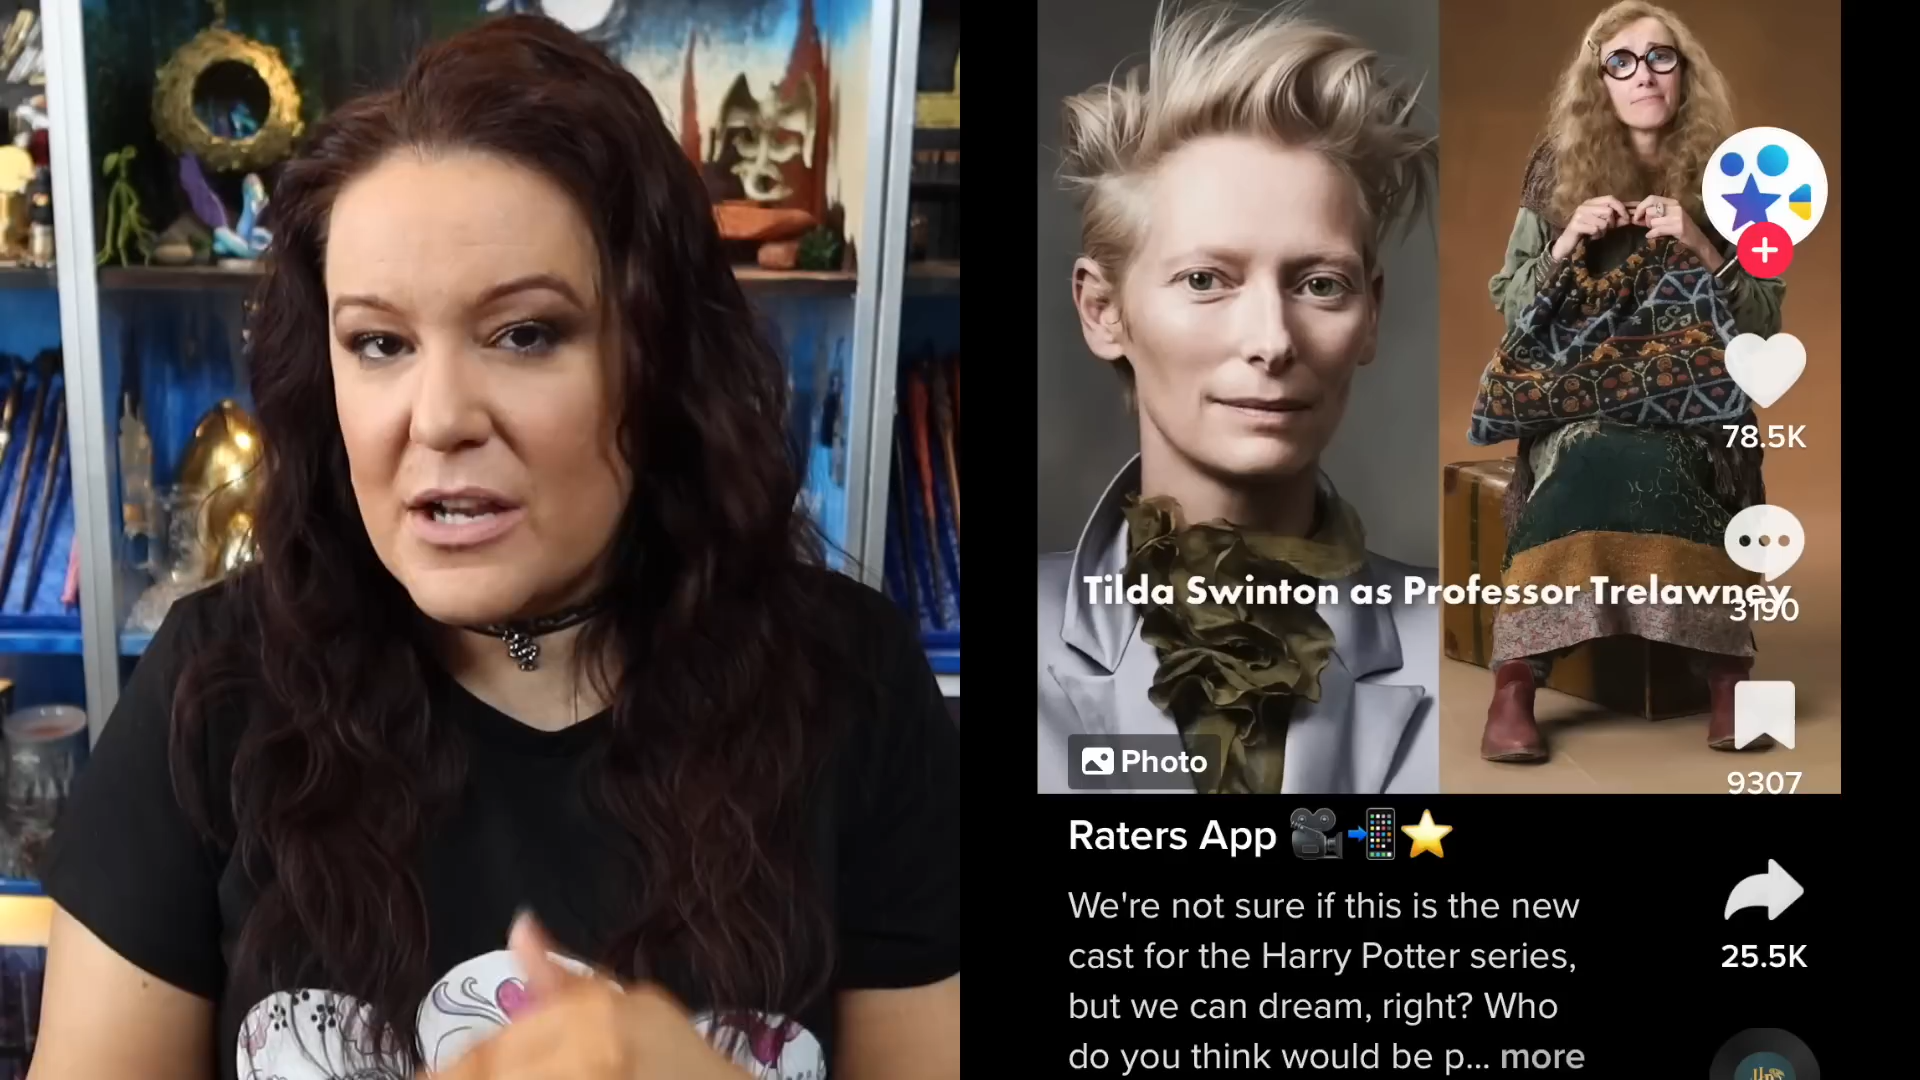 Tilda Swinton as Professor Trelawney
78.5K
3190
Photo
9307
Raters App
We're not sure if this is the new
cast for the Harry Potter series,
but we can dream, right? Who
do you think would be p... more
25.5K